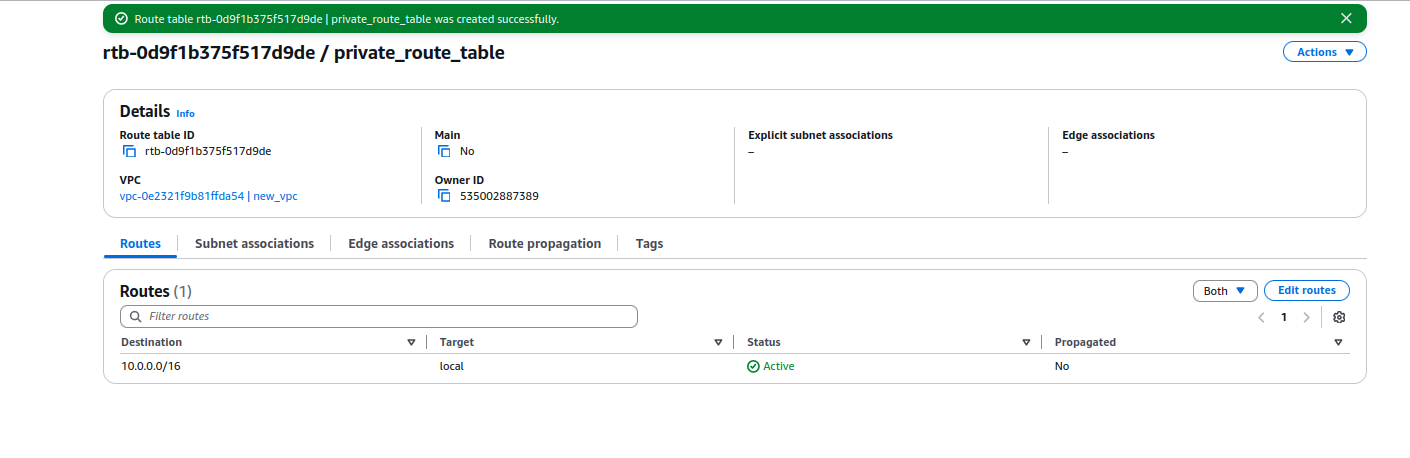 Route table rtb-0d9f1b375f517d9de | private_route_table was created successfully.
rtb-0d9f1b375f517d9de / private_route_table
Actions
Details Info
Route table ID
rtb-0d9f1b375f517d9de
Main
No
Explicit subnet associations
–
Edge associations
–
VPC
vpc-0e2321f9b81ffda54 | new_vpc
Owner ID
535002887389
Routes
Subnet associations
Edge associations
Route propagation
Tags
Routes (1)
Both
Edit routes
Filter routes
1
Destination
Target
Status
Propagated
10.0.0.0/16
local
Active
No